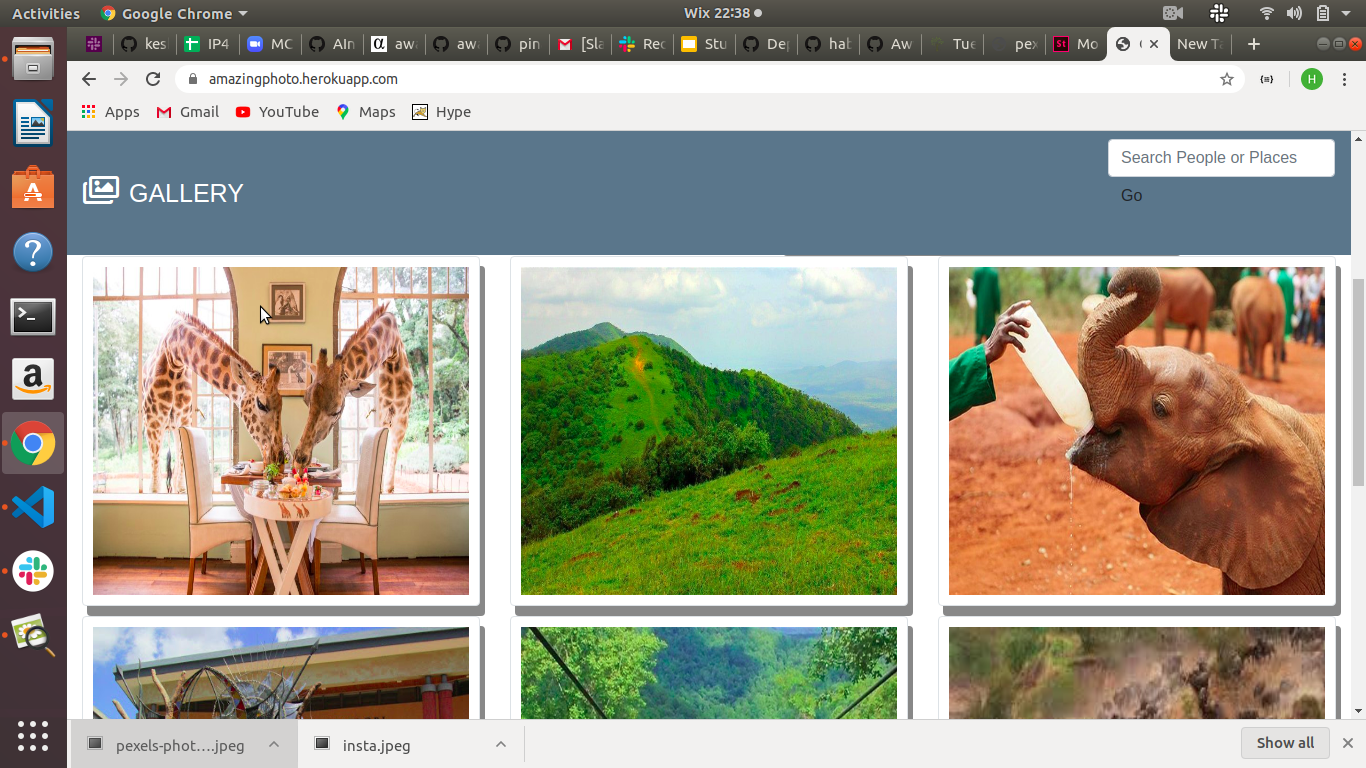 Activities
Google Chrome
Wix 22:38
kes
IP4
MC
AIn
awa
awa
pin
[Sla
Rec
Stu
Dep
hab
Aw
Tue
pex
Mo
New Ta
amazingphoto.herokuapp.com
H
Apps
Gmail
YouTube
Maps
Hype
GALLERY
Search People or Places
Go
pexels-phot....jpeg
insta.jpeg
Show all